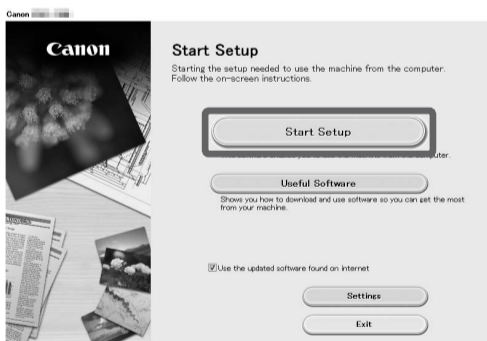 Canon
Canon
Start Setup
Starting the setup needed to use the machine from the computer.
Follow the on-screen instructions.
Start Setup
computer.
Useful Software
Shows you how to download and use software so you can get the most
from your machine.
Use the updated software found on internet
Settings
Exit